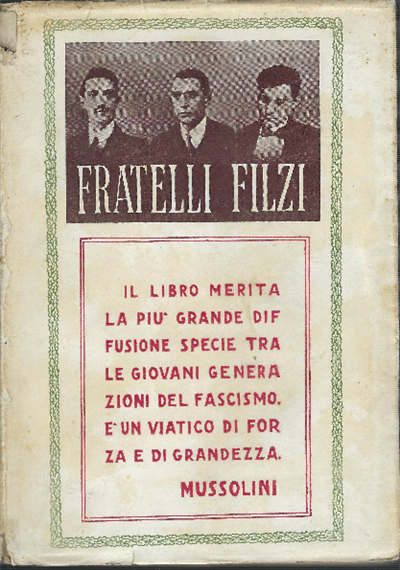 FRATELLI FILZI
IL LIBRO MERITA
LA PIU' GRANDE DIF
FUSIONE SPECIE TRA
LE GIOVANI GENERA
ZIONI DEL FASCISMO.
E' UN VIATICO DI FOR
ZA E DI GRANDEZZA.
MUSSOLINI